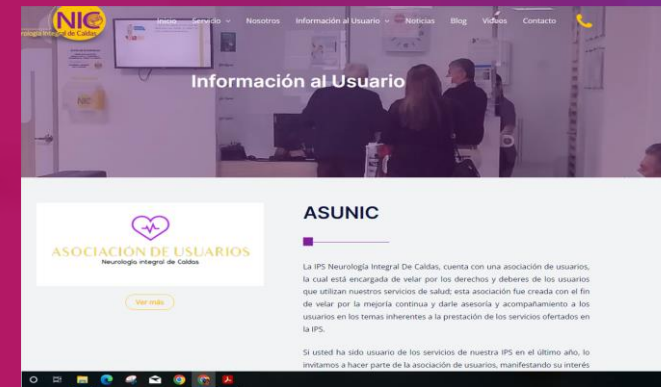 NIC
Neurología Integral de Caldas
Inicio Servicio Nosotros Información al Usuario Noticias Blog Videos Contacto
Información al Usuario
NIC
ASOCIACIÓN DE USUARIOS
Neurología integral de Caldas
Ver más
ASUNIC
La IPS Neurología Integral De Caldas, cuenta con una asociación de usuarios,
la cual está encargada de velar por los derechos y deberes de los usuarios
que utilizan nuestros servicios de salud; esta asociación fue creada con el fin
de velar por la mejoría continua y darle asesoría y acompañamiento a los
usuarios en los temas inherentes a la prestación de los servicios ofertados en
la IPS.
Si usted ha sido usuario de los servicios de nuestra IPS en el último año, lo
invitamos a hacer parte de la asociación de usuarios, manifestando su interés